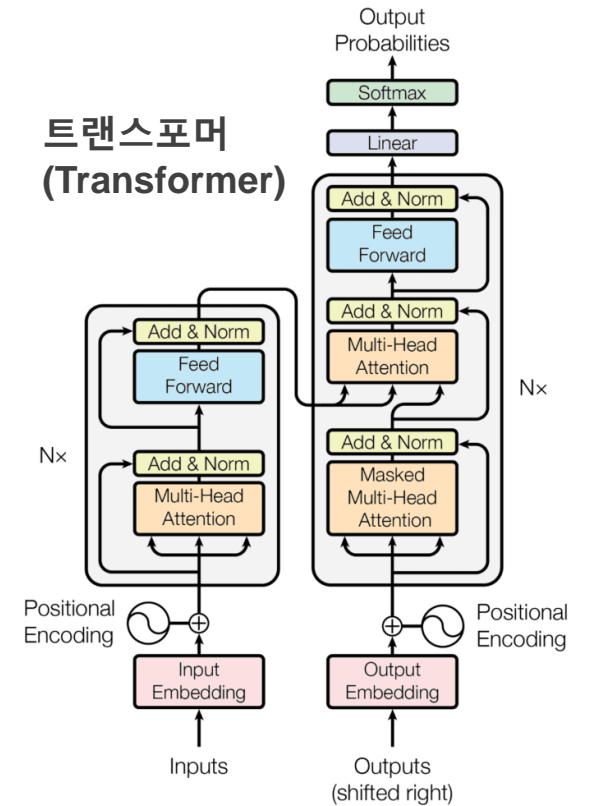 트랜스포머
(Transformer)
Output
Probabilities
Softmax
Linear
Add & Norm
Feed
Forward
Add & Norm
Multi-Head
Attention
Add & Norm
Masked
Multi-Head
Attention
N×
Positional
Encoding
Output
Embedding
Outputs
(shifted right)
Add & Norm
Feed
Forward
Add & Norm
Multi-Head
Attention
N×
Positional
Encoding
Input
Embedding
Inputs